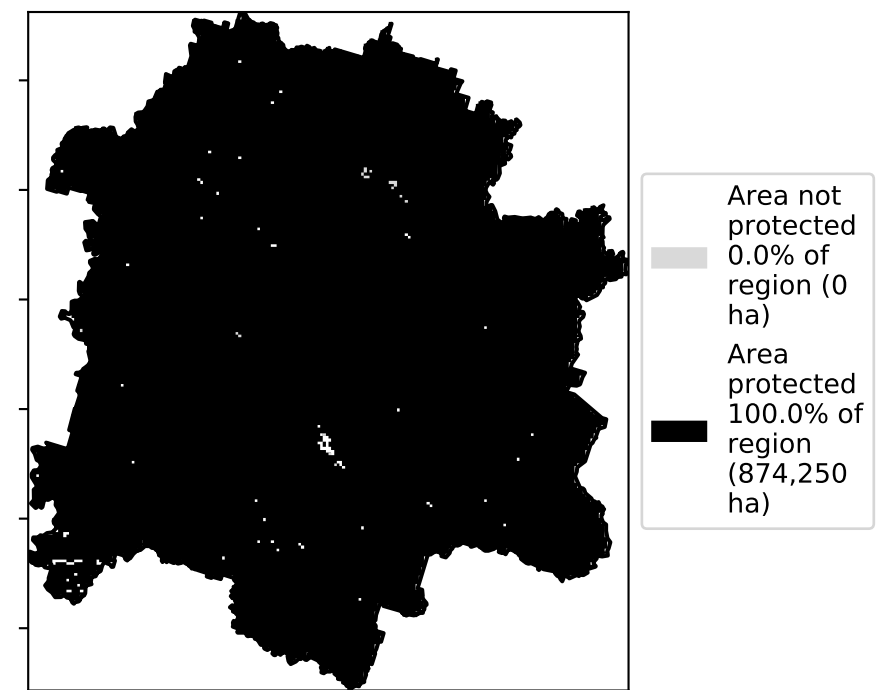 Area not
protected
0.0% of
region (0
ha)
Area
protected
100.0% of
region
(874,250
ha)